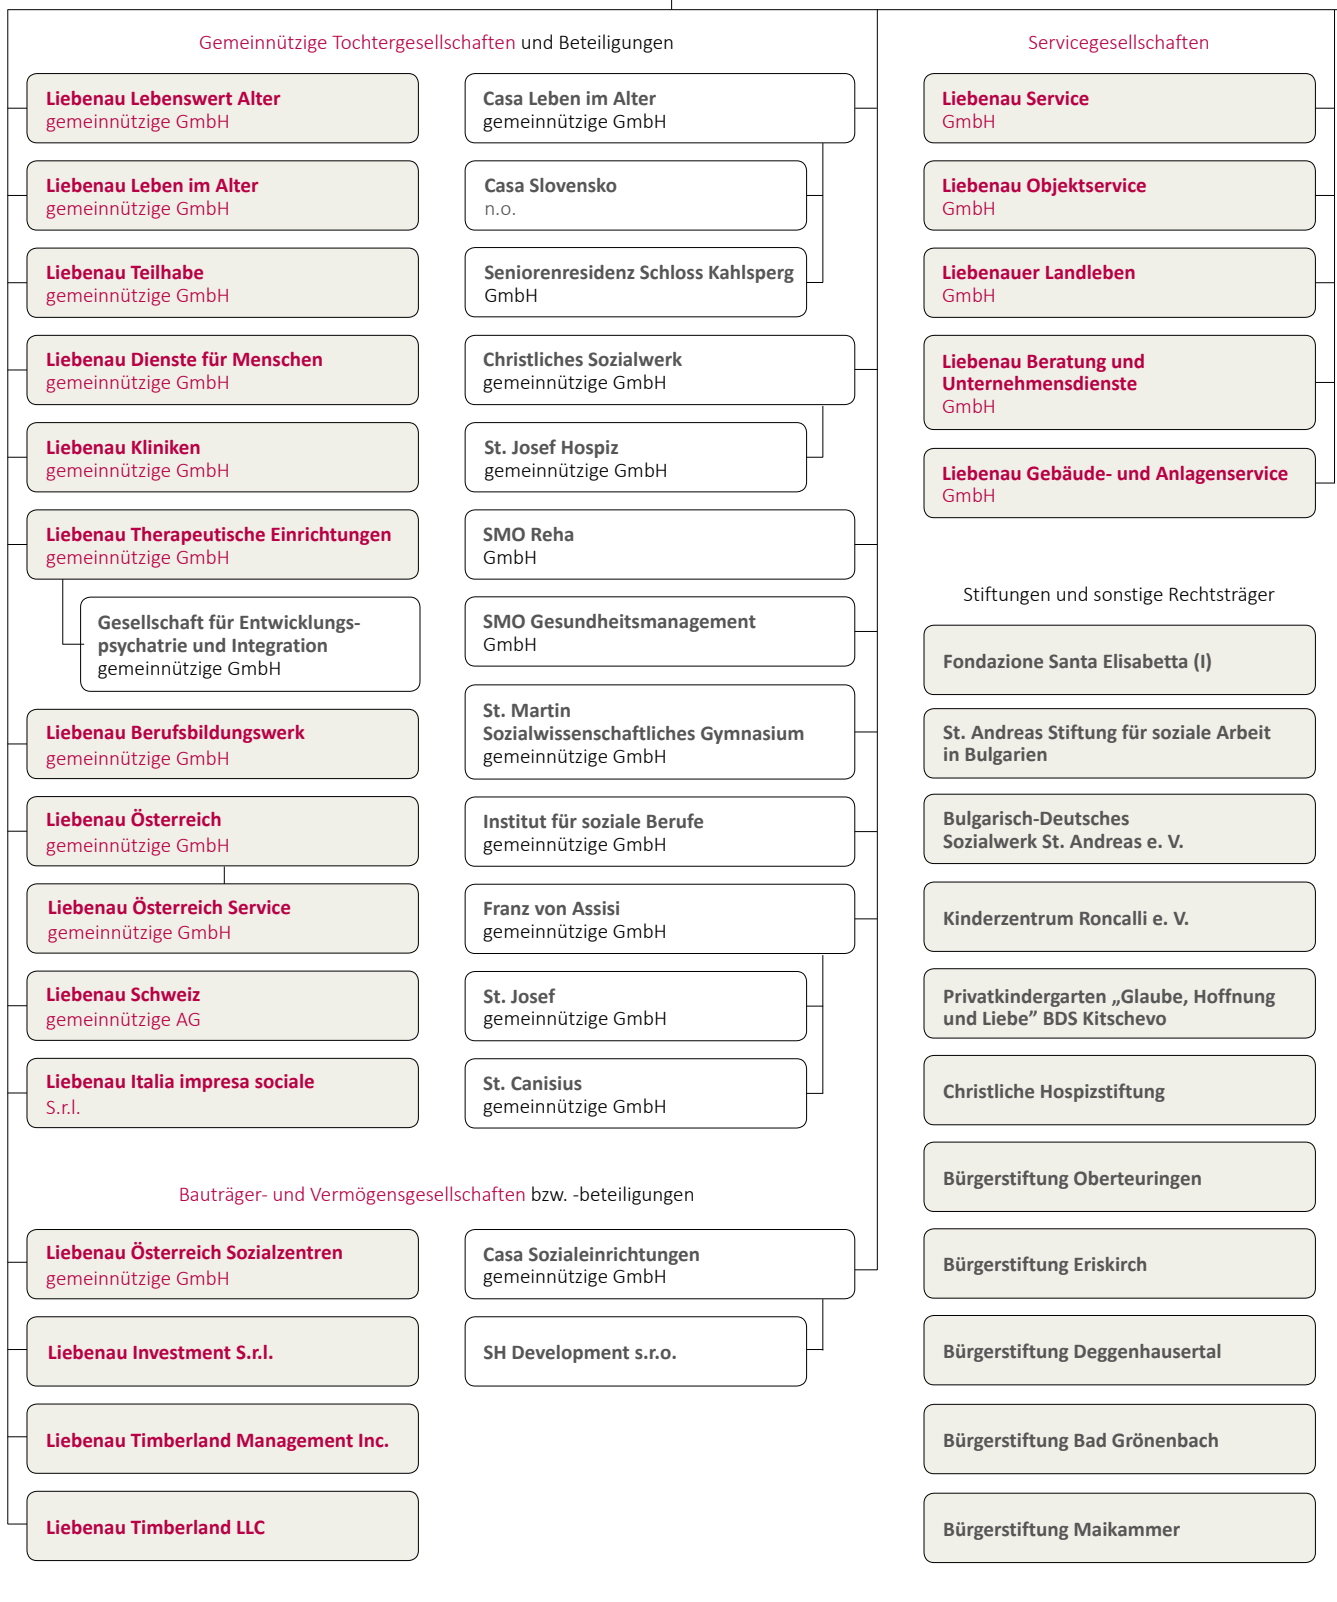 Gemeinnützige Tochtergesellschaften und Beteiligungen
Liebenau Lebenswert Alter
gemeinnützige GmbH
Liebenau Leben im Alter
gemeinnützige GmbH
Liebenau Teilhabe
gemeinnützige GmbH
Liebenau Dienste für Menschen
gemeinnützige GmbH
Liebenau Kliniken
gemeinnützige GmbH
Liebenau Therapeutische Einrichtungen
gemeinnützige GmbH
Gesellschaft für Entwicklungs-
psychatrie und Integration
gemeinnützige GmbH
Liebenau Berufsbildungswerk
gemeinnützige GmbH
Liebenau Österreich
gemeinnützige GmbH
Liebenau Österreich Service
gemeinnützige GmbH
Liebenau Schweiz
gemeinnützige AG
Liebenau Italia impresa sociale
S.r.l.
Casa Leben im Alter
gemeinnützige GmbH
Casa Slovensko
n.o.
Seniorenresidenz Schloss Kahlsperg
GmbH
Christliches Sozialwerk
gemeinnützige GmbH
St. Josef Hospiz
gemeinnützige GmbH
SMO Reha
GmbH
SMO Gesundheitsmanagement
GmbH
St. Martin
Sozialwissenschaftliches Gymnasium
gemeinnützige GmbH
Institut für soziale Berufe
gemeinnützige GmbH
Franz von Assisi
gemeinnützige GmbH
St. Josef
gemeinnützige GmbH
St. Canisius
gemeinnützige GmbH
Bauträger- und Vermögensgesellschaften bzw. -beteiligungen
Liebenau Österreich Sozialzentren
gemeinnützige GmbH
Liebenau Investment S.r.l.
Liebenau Timberland Management Inc.
Liebenau Timberland LLC
Casa Sozialeinrichtungen
gemeinnützige GmbH
SH Development s.r.o.
Servicegesellschaften
Liebenau Service
GmbH
Liebenau Objektservice
GmbH
Liebenauer Landleben
GmbH
Liebenau Beratung und
Unternehmensdienste
GmbH
Liebenau Gebäude- und Anlagenservice
GmbH
Stiftungen und sonstige Rechtsträger
Fondazione Santa Elisabetta (I)
St. Andreas Stiftung für soziale Arbeit
in Bulgarien
Bulgarisch-Deutsches
Sozialwerk St. Andreas e. V.
Kinderzentrum Roncalli e. V.
Privatkindergarten „Glaube, Hoffnung
und Liebe” BDS Kitschevo
Christliche Hospizstiftung
Bürgerstiftung Oberteuringen
Bürgerstiftung Eriskirch
Bürgerstiftung Deggenhausertal
Bürgerstiftung Bad Grönenbach
Bürgerstiftung Maikammer